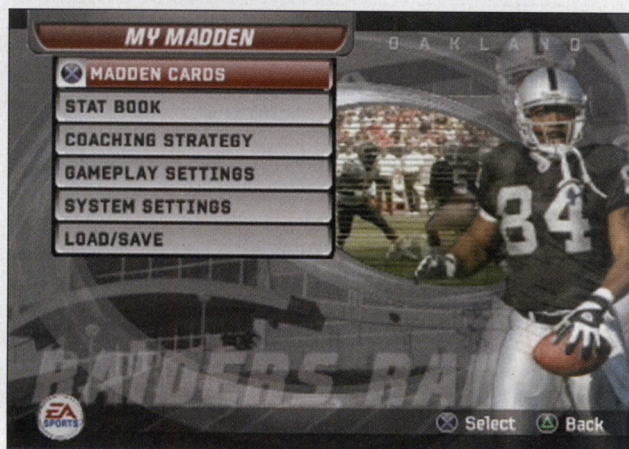 MY MADDEN
OAKLAND
MADDEN CARDS
STAT BOOK
COACHING STRATEGY
GAMEPLAY SETTINGS
SYSTEM SETTINGS
LOAD/SAVE
84
RAIDERS
EA
SPORTS
Select
Back